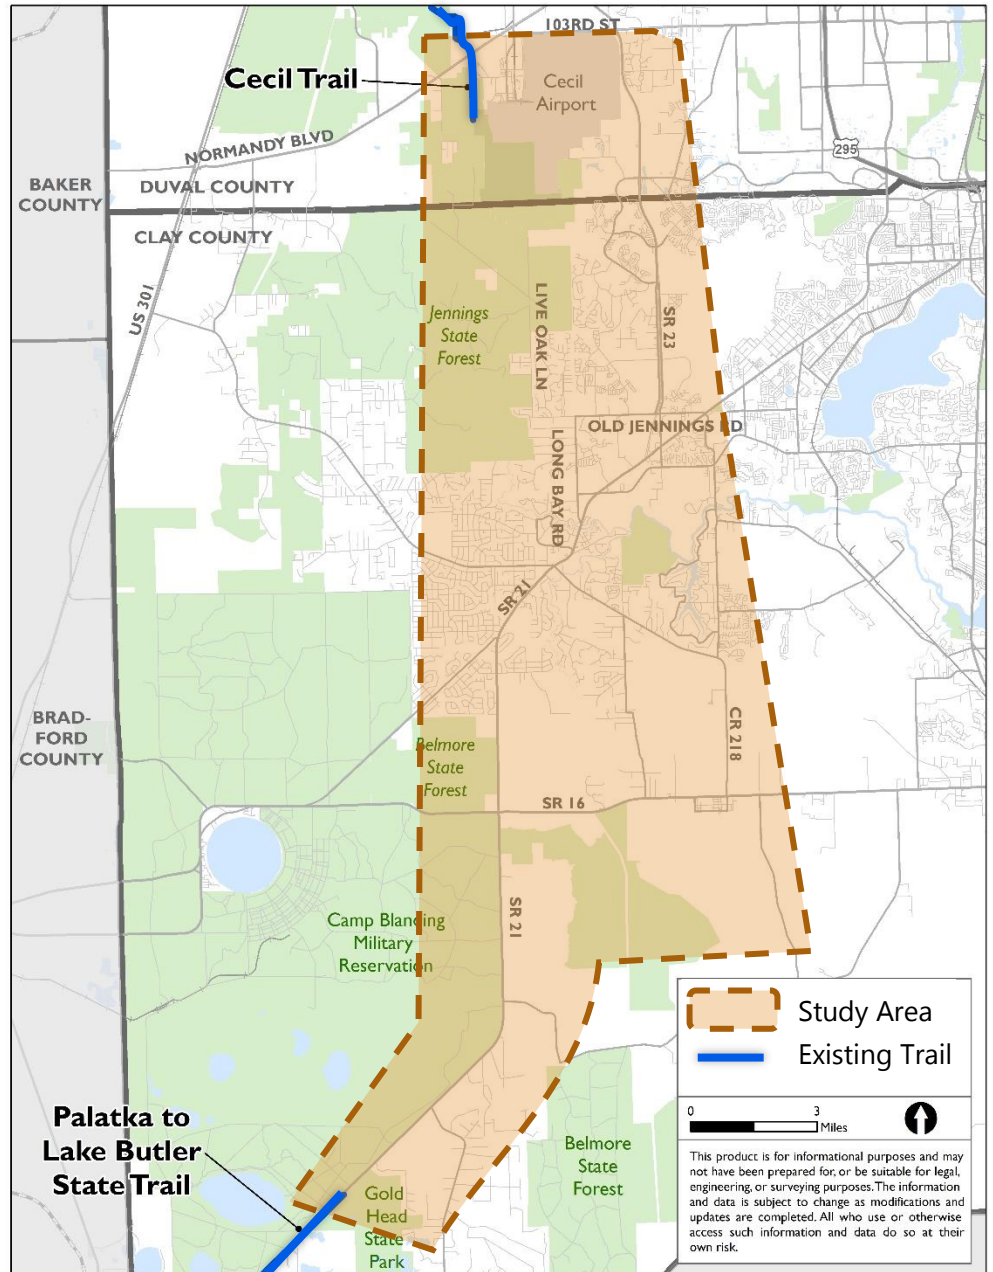 103RD ST
Cecil Trail
Cecil
Airport
NORMANDY BLVD
295
BAKER
COUNTY
DUVAL COUNTY
CLAY COUNTY
US 301
LIVE OAK LN
SR 23
Jennings
State
Forest
OLD JENNINGS RD
LONG BAY RD
SR 21
BRAD-
FORD
COUNTY
CR 218
Belmore
State
Forest
SR 16
SR 21
Camp Blanding
Military
Reservation
Study Area
Existing Trail
0 3
Miles
Palatka to
Lake Butler
State Trail
Belmore
State
Forest
Gold
Head
State
Park
This product is for informational purposes and may
not have been prepared for, or be suitable for legal,
engineering, or surveying purposes. The information
and data is subject to change as modifications and
updates are completed. All who use or otherwise
access such information and data do so at their
own risk.